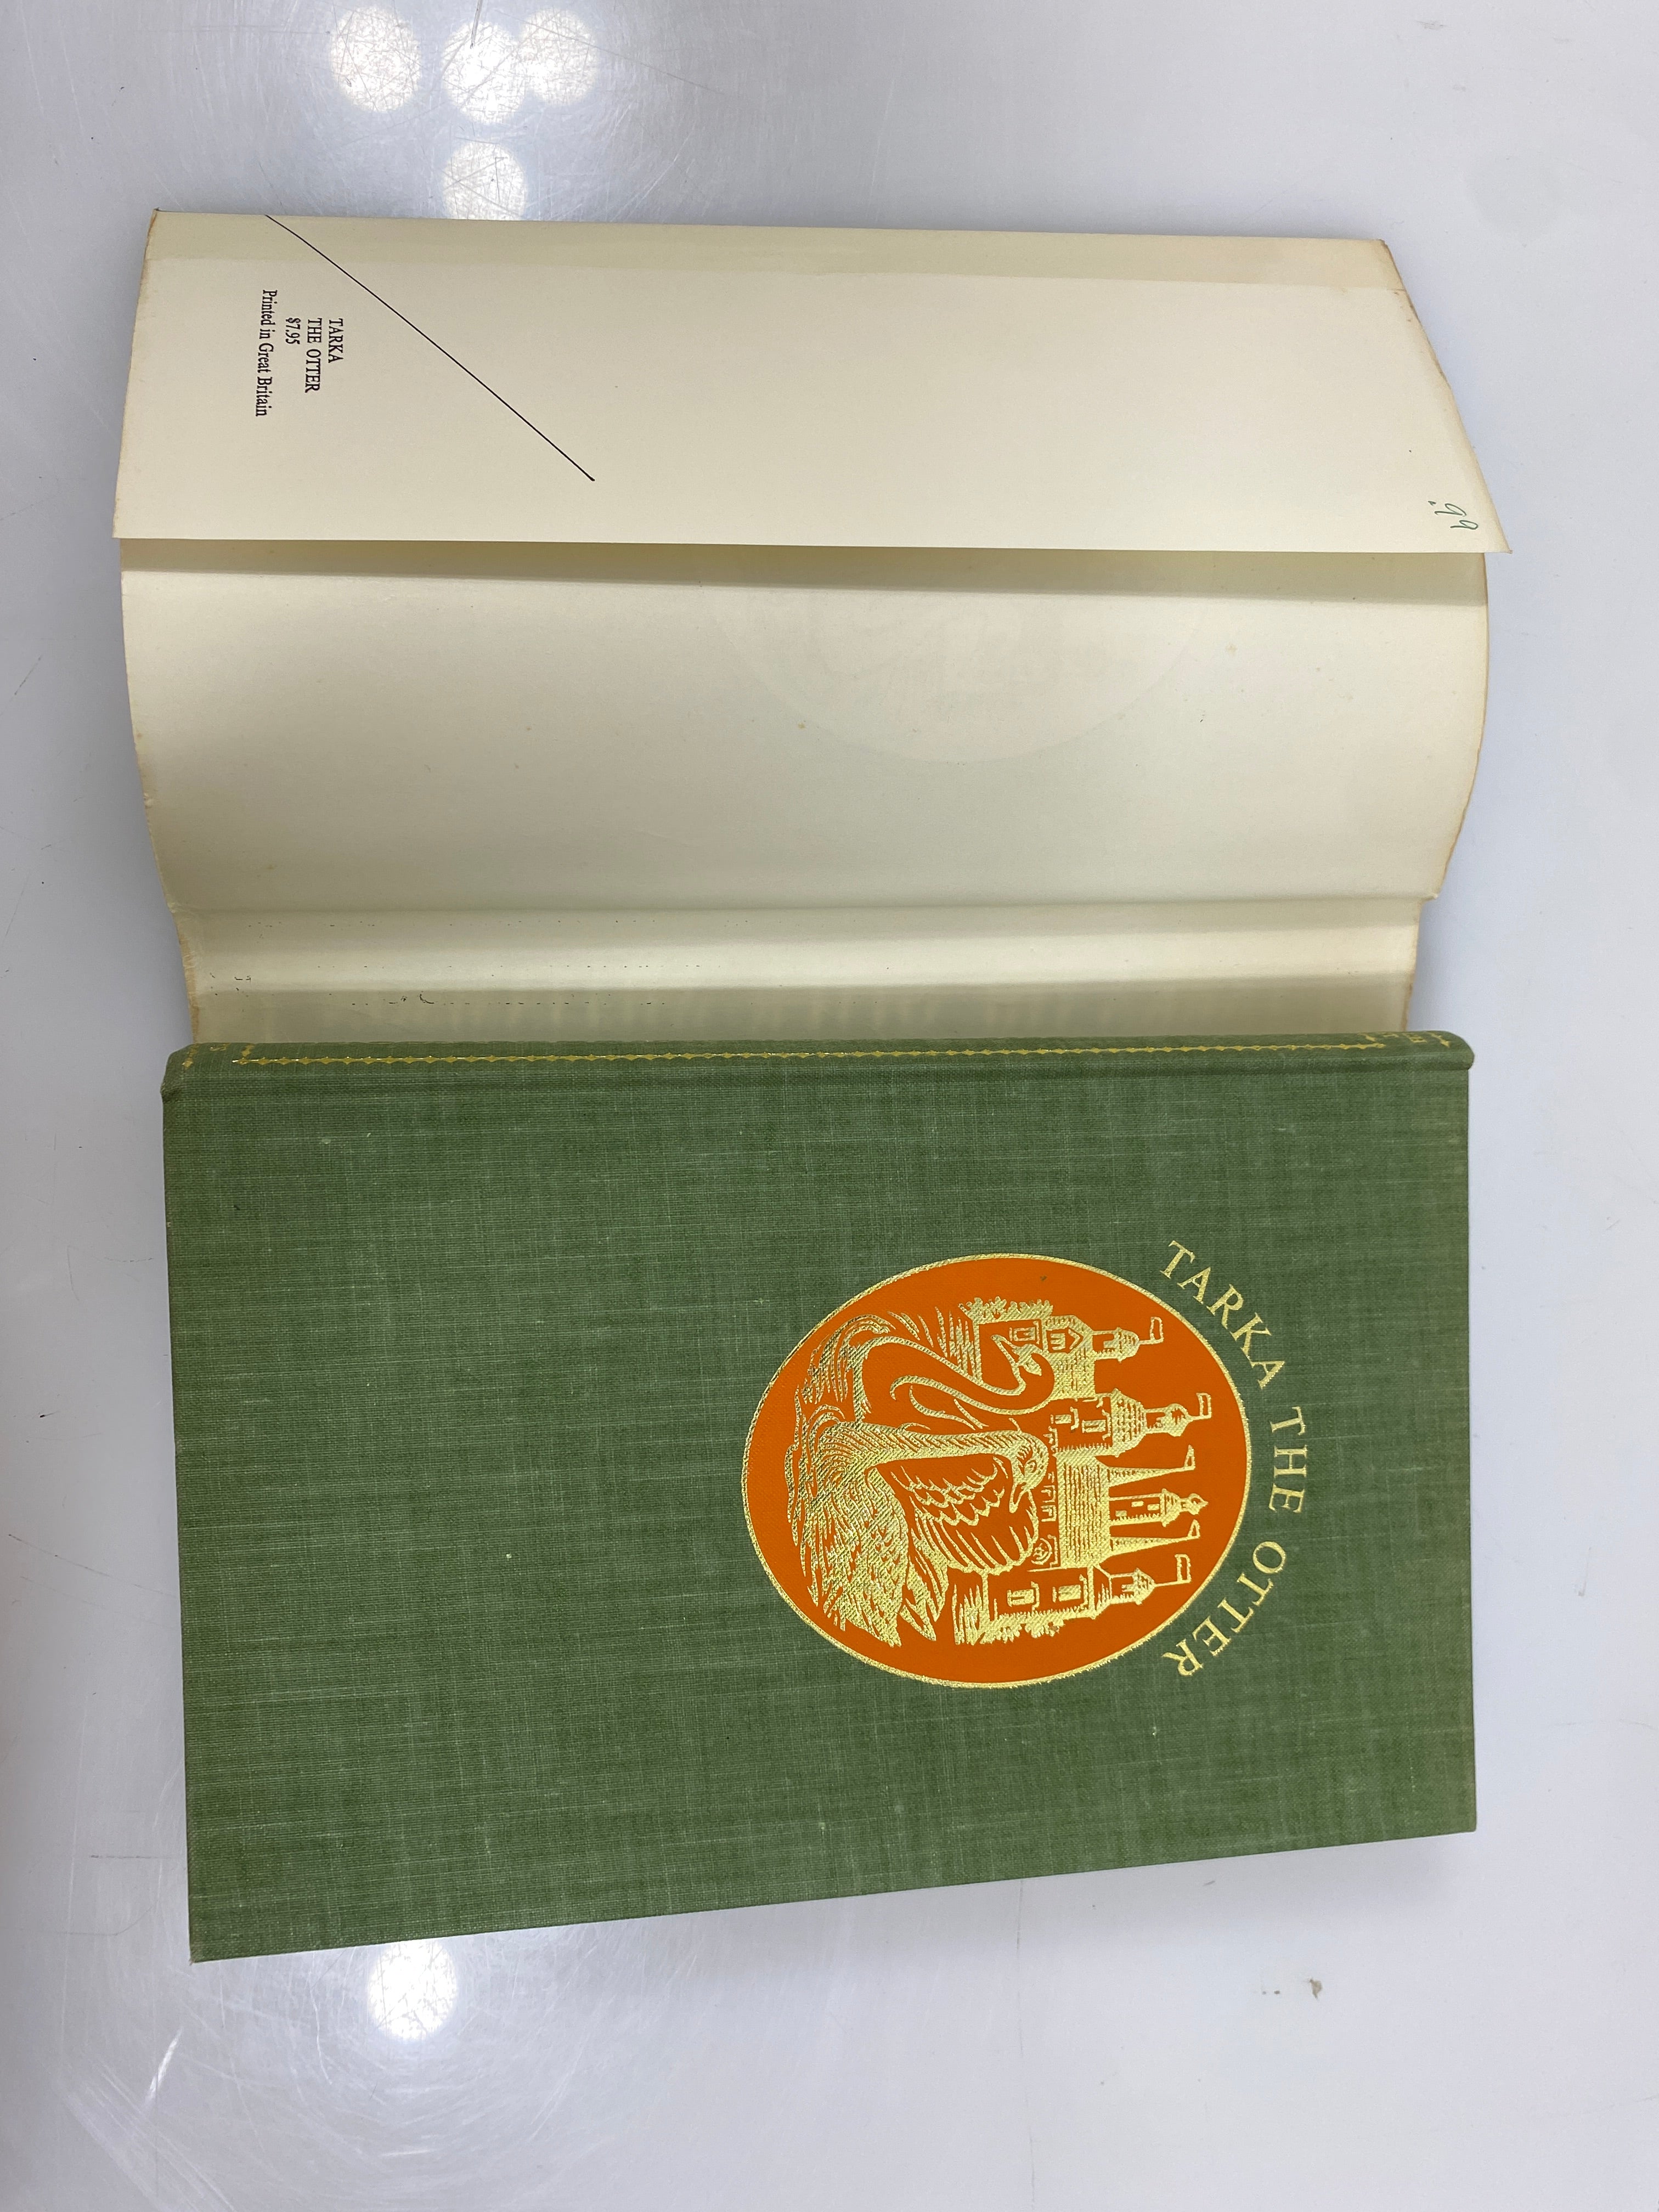 TARKA
THE OTTER
$7.95
Printed in Great Britain
.99
TARKA THE OTTER